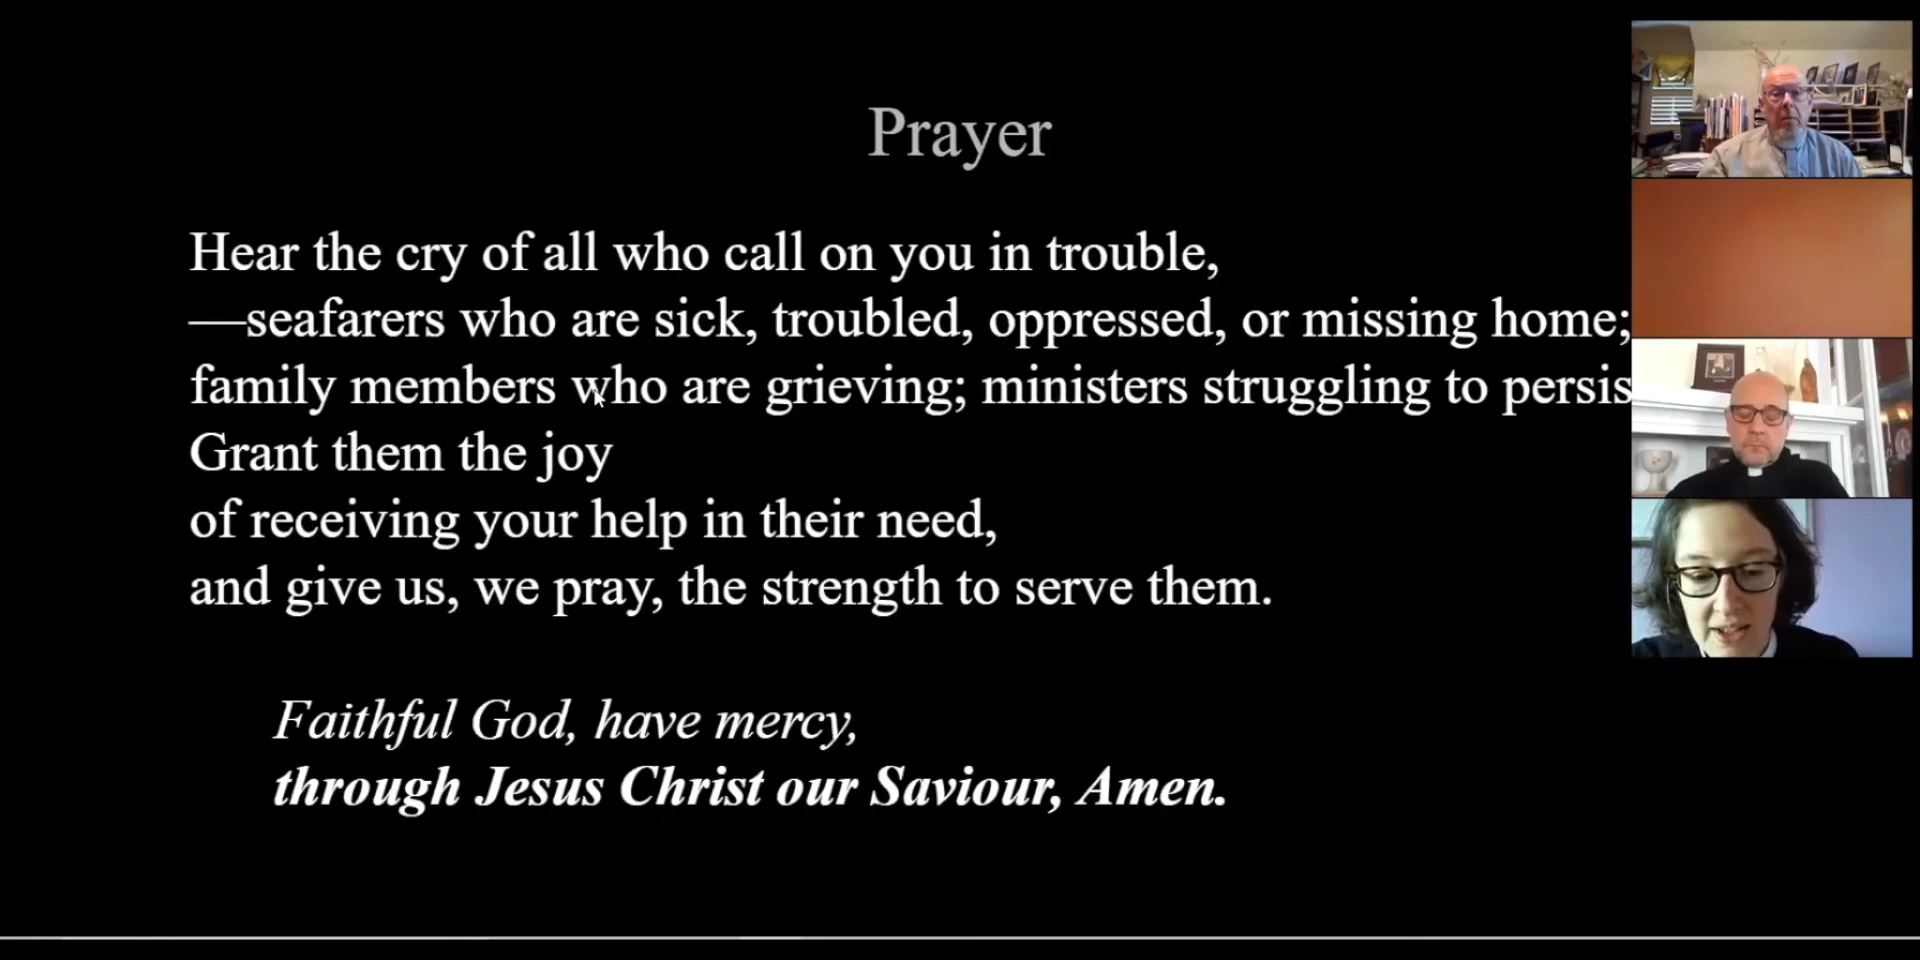 Prayer
Hear the cry of all who call on you in trouble,
—seafarers who are sick, troubled, oppressed, or missing home;
family members who are grieving; ministers struggling to persis
Grant them the joy
of receiving your help in their need,
and give us, we pray, the strength to serve them.
Faithful God, have mercy,
through Jesus Christ our Saviour, Amen.